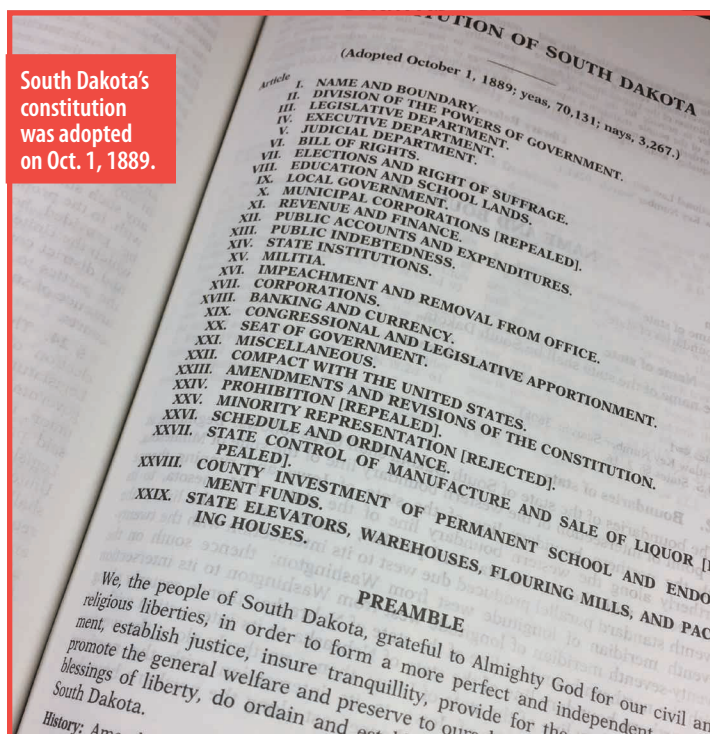 South Dakota's
constitution
was adopted
on Oct. 1, 1889.
OF SOUTH DAKOTA
(Adopted October 1, 1889; yeas, 70,131; nays, 3,267.)
Article
I. NAME AND BOUNDARY.
II. DIVISION OF THE POWERS OF GOVERNMENT.
III. LEGISLATIVE DEPARTMENT.
IV. EXECUTIVE DEPARTMENT.
V. JUDICIAL DEPARTMENT.
VI. BILL OF RIGHTS.
VII. ELECTIONS AND RIGHT OF SUFFRAGE.
VIII. EDUCATION AND SCHOOL LANDS.
IX. LOCAL GOVERNMENT.
X. MUNICIPAL CORPORATIONS [REPEALED].
XI. REVENUE AND FINANCE.
XII. PUBLIC ACCOUNTS AND EXPENDITURES.
XIII. PUBLIC INDEBTEDNESS.
XIV. STATE INSTITUTIONS.
XV. MILITIA.
XVI. IMPEACHMENT AND REMOVAL FROM OFFICE.
XVII. CORPORATIONS.
XVIII. BANKING AND CURRENCY.
XIX. CONGRESSIONAL AND LEGISLATIVE APPORTIONMENT.
XX. SEAT OF GOVERNMENT.
XXI. MISCELLANEOUS.
XXII. COMPACT WITH THE UNITED STATES.
XXIII. AMENDMENTS AND REVISIONS OF THE CONSTITUTION.
XXIV. PROHIBITION [REPEALED].
XXV. MINORITY REPRESENTATION [REJECTED].
XXVI. SCHEDULE AND ORDINANCE.
XXVII. STATE CONTROL OF MANUFACTURE AND SALE OF LIQUOR
PEALED].
XXVIII. COUNTY INVESTMENT OF PERMANENT SCHOOL AND ENDO
MENT FUNDS.
XXIX. STATE ELEVATORS, WAREHOUSES, FLOURING MILLS, AND PAC
ING HOUSES.
PREAMBLE
We, the people of South Dakota, grateful to Almighty God for our civil an
religious liberties, in order to form a more perfect and independent
ment, establish justice, insure tranquillity, provide for the
promote the general welfare and preserve to
blessings of liberty, do ordain and
South Dakota.
History: